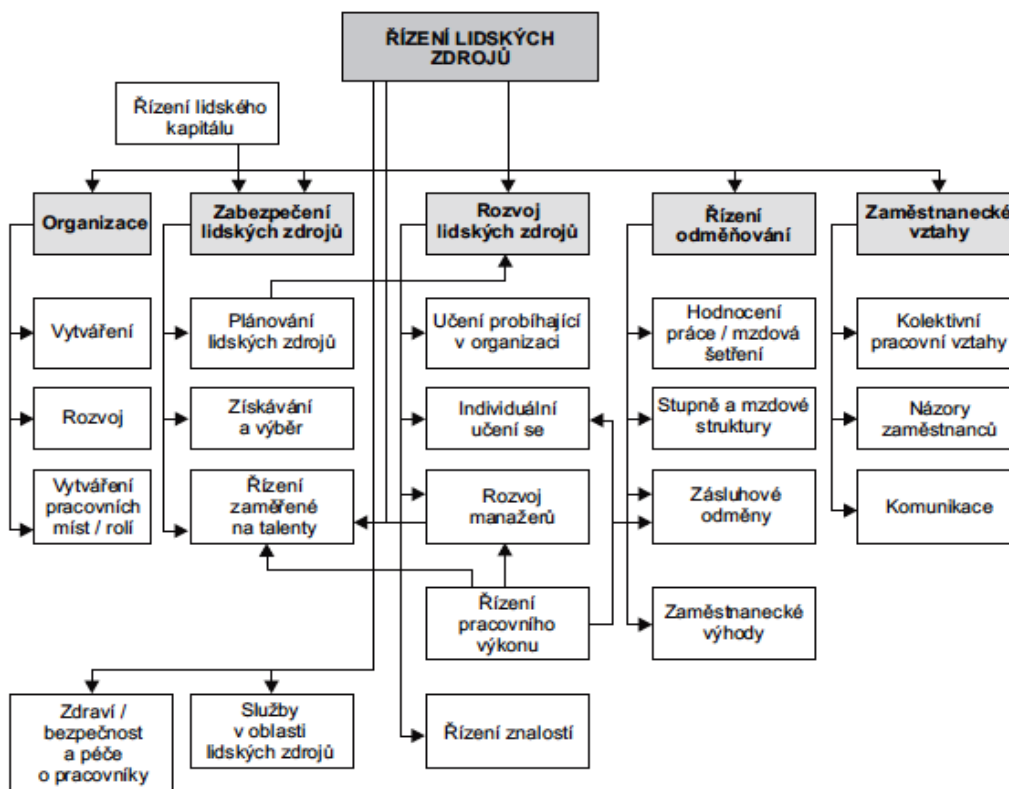 ŘÍZENÍ LIDSKÝCH
ZDROJŮ
Řízení lidského
kapitálu
Organizace
Zabezpečení
lidských zdrojů
Rozvoj
lidských zdrojů
Řízení
odměňování
Zaměstnanecké
vztahy
Vytváření
Plánování
lidských zdrojů
Učení probíhající
v organizaci
Hodnocení
práce / mzdová
šetření
Kolektivní
pracovní vztahy
Rozvoj
Získávání
a výběr
Individuální
učení se
Stupně a mzdové
struktury
Názory
zaměstnanců
Vytváření
pracovních
míst / rolí
Řízení
zaměřené
na talenty
Rozvoj
manažerů
Zásluhové
odměny
Komunikace
Řízení
pracovního
výkonu
Zaměstnanecké
výhody
Zdraví /
bezpečnost
a péče
o pracovníky
Služby
v oblasti
lidských zdrojů
Řízení znalostí